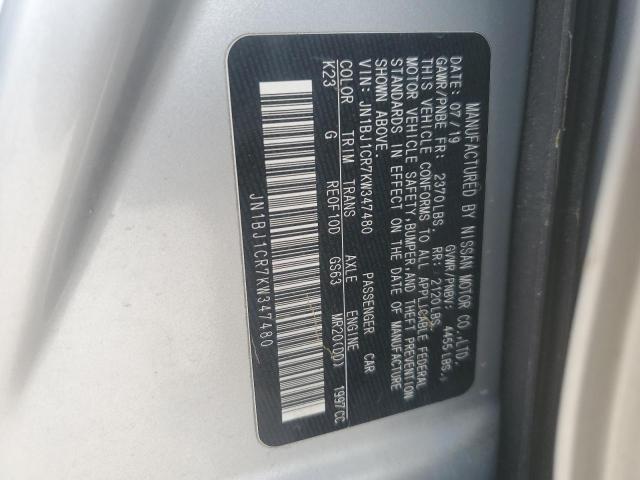 MANUFACTURED BY NISSAN MOTOR CO.,LTD.
DATE: 07/19 GVWR/PNBV: 4455LBS.
GAWR/PNBE FR: 2370LBS. RR: 2120LBS.
THIS VEHICLE CONFORMS TO ALL APPLICABLE FEDERAL
MOTOR VEHICLE SAFETY,BUMPER,AND THEFT PREVENTION
STANDARDS IN EFFECT ON THE DATE OF MANUFACTURE
SHOWN ABOVE.
VIN: JN1BJ1CR7KW347480 PASSENGER CAR
COLOR TRIM TRANS AXLE ENGINE
K23 G RE0F10D GS63 MR20(DD) 1997CC
JN1BJ1CR7KW347480